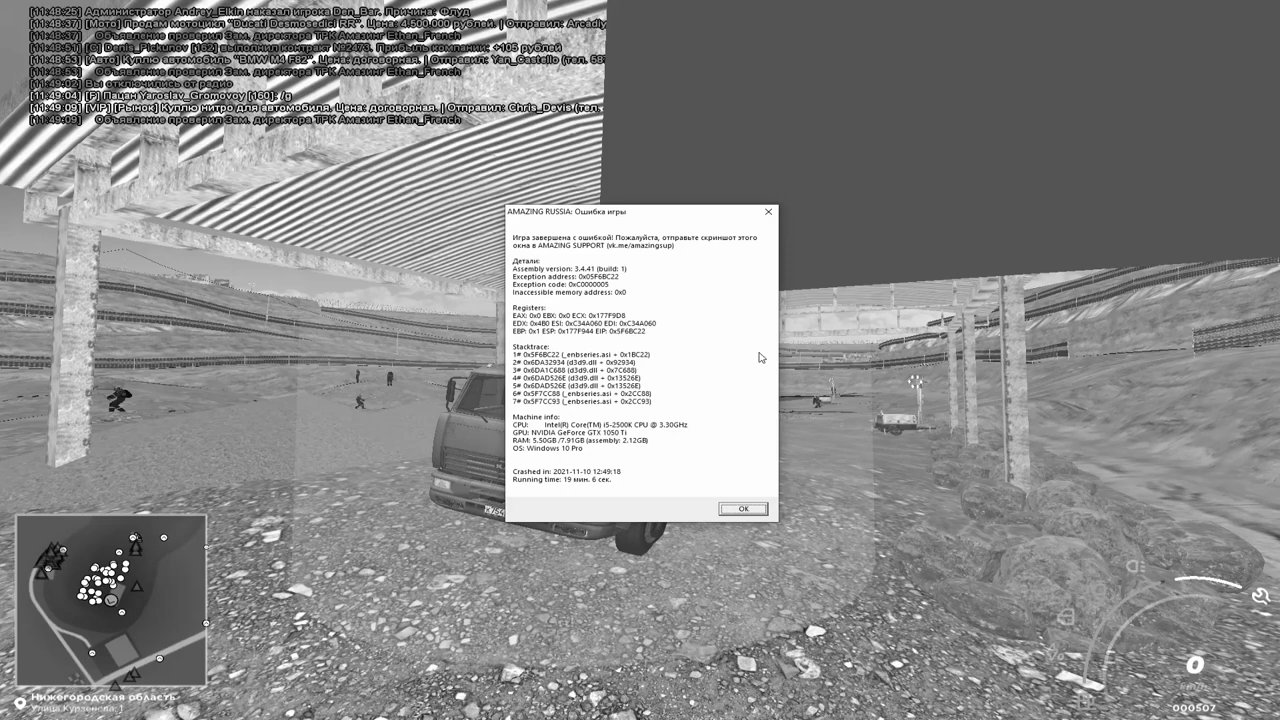 [11:48:25] Администратор Andrey_Elkin наказал игрока Den_Bar. Причина: Флуд
[11:48:37] [Мото] Продам мотоцикл "Ducati Desmosedici RR". Цена: 4.500.000 рублей. | Отправил: Arcadiy
[11:48:37] Объявление проверил Зам. директора ТРК Амазинг Ethan_French
[11:48:51] [C] Denis_Pickunov [162] выполнил контракт №2473. Прибыль компании: +105 рублей
[11:48:53] [Авто] Куплю автомобиль "BMW M4 F82". Цена: договорная. | Отправил: Yan_Castello (тел. 58
[11:48:53] Объявление проверил Зам. директора ТРК Амазинг Ethan_French
[11:49:02] Вы отключились от радио
[11:49:04] [F] Пацан Yaroslav_Gromovoy [160]: /g
[11:49:09] [VIP] [Рынок] Куплю нитро для автомобиля. Цена: договорная. | Отправил: Chris_Devis (тел.
[11:49:09] Объявление проверил Зам. директора ТРК Амазинг Ethan_French
AMAZING RUSSIA: Ошибка игры
Игра завершена с ошибкой! Пожалуйста, отправьте скриншот этого
окна в AMAZING SUPPORT (vk.me/amazingsup)
Детали:
Assembly version: 3.4.41 (build: 1)
Exception address: 0x05F6BC22
Exception code: 0xC0000005
Inaccessible memory address: 0x0
Registers:
EAX: 0x0 EBX: 0x0 ECX: 0x177F9D8
EDX: 0x4B0 ESI: 0xC34A060 EDI: 0xC34A060
EBP: 0x1 ESP: 0x177F944 EIP: 0x5F6BC22
Stacktrace:
1# 0x5F6BC22 (_enbseries.asi + 0x1BC22)
2# 0x6DA32934 (d3d9.dll + 0x92934)
3# 0x6DA1C688 (d3d9.dll + 0x7C688)
4# 0x6DAD526E (d3d9.dll + 0x13526E)
5# 0x6DAD526E (d3d9.dll + 0x13526E)
6# 0x5F7CC88 (_enbseries.asi + 0x2CC88)
7# 0x5F7CC93 (_enbseries.asi + 0x2CC93)
Machine info:
CPU: Intel(R) Core(TM) i5-2500K CPU @ 3.30GHz
GPU: NVIDIA GeForce GTX 1050 Ti
RAM: 5.50GB /7.91GB (assembly: 2.12GB)
OS: Windows 10 Pro
Crashed in: 2021-11-10 12:49:18
Running time: 19 мин. 6 сек.
OK
0
000507
Нижегородская область